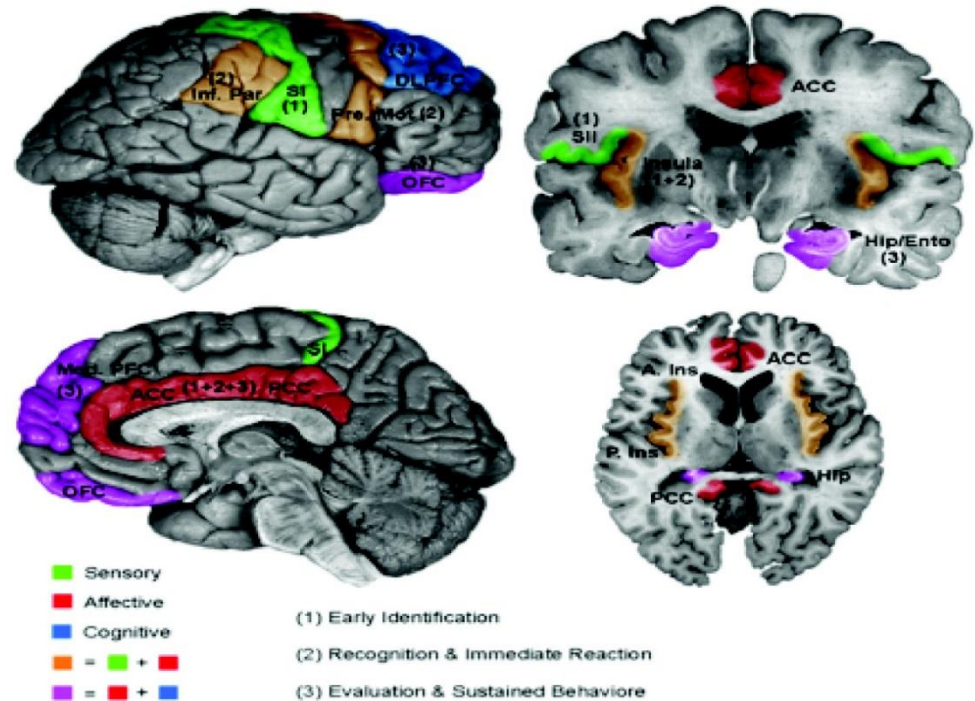 (3)
DLPFC
(2)
Inf. Par
SI
(1)
Pre. Mot (2)
(3)
OFC
ACC
(1)
SII
Insula
(1+2)
Hip/Ento
(3)
SI
Med. PFC
(3)
ACC (1+2+3) PCC
OFC
ACC
A. Ins
P. Ins
Hip
PCC
Sensory
Affective
Cognitive
= +
= +
(1) Early Identification
(2) Recognition & Immediate Reaction
(3) Evaluation & Sustained Behaviore